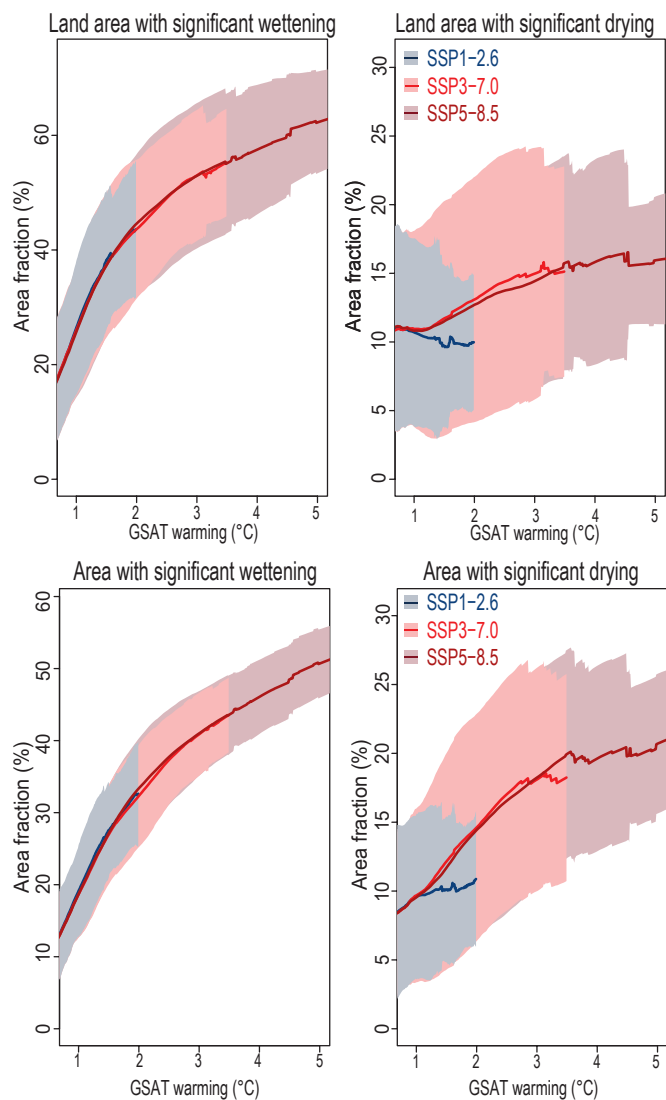 Land area with significant wettening
Area fraction (%)
0
20
40
60
1
2
3
4
5
GSAT warming (°C)
Land area with significant drying
SSP1−2.6
SSP3−7.0
SSP5−8.5
Area fraction (%)
0
5
10
15
20
25
30
1
2
3
4
5
GSAT warming (°C)
Area with significant wettening
Area fraction (%)
0
10
20
30
40
50
60
1
2
3
4
5
GSAT warming (°C)
Area with significant drying
SSP1−2.6
SSP3−7.0
SSP5−8.5
Area fraction (%)
0
5
10
15
20
25
30
1
2
3
4
5
GSAT warming (°C)